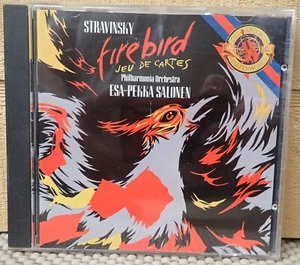 STRAVINSKY
firebird
JEU DE CARTES
Philharmonia Orchestra
ESA-PEKKA SALONEN